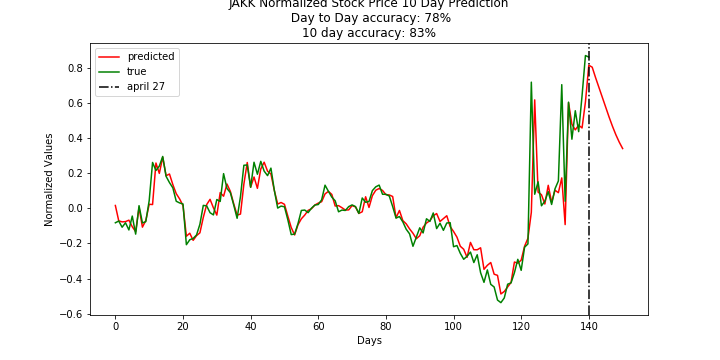 JAKK Normalized Stock Price 10 Day Prediction
Day to Day accuracy: 78%
10 day accuracy: 83%
predicted
true
april 27
Normalized Values
0.8
0.6
0.4
0.2
0.0
−0.2
−0.4
−0.6
0 20 40 60 80 100 120 140
Days